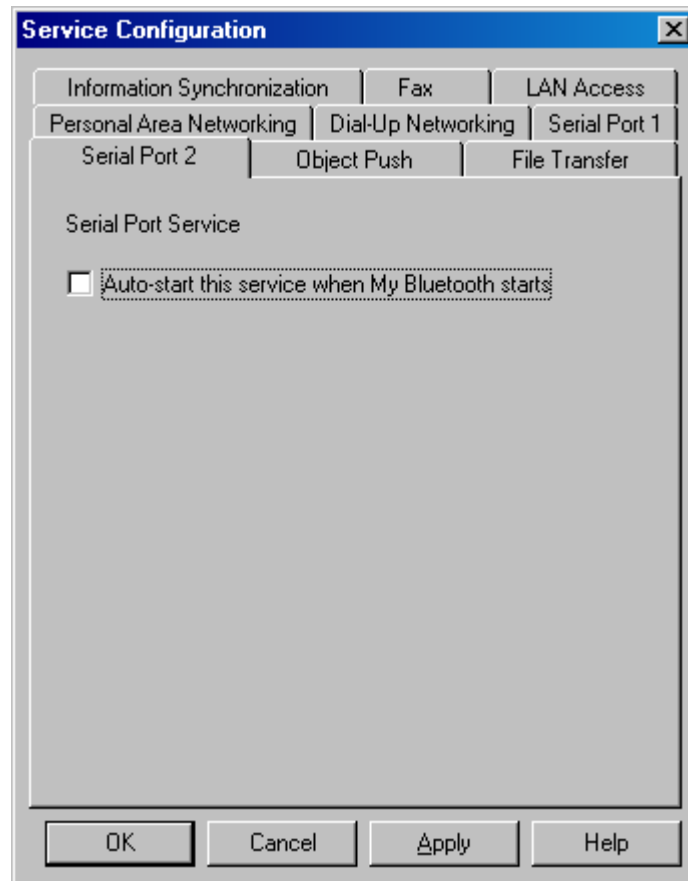 Service Configuration
Information Synchronization Fax LAN Access
Personal Area Networking Dial-Up Networking Serial Port 1
Serial Port 2 Object Push File Transfer
Serial Port Service
Auto-start this service when My Bluetooth starts
OK Cancel Apply Help